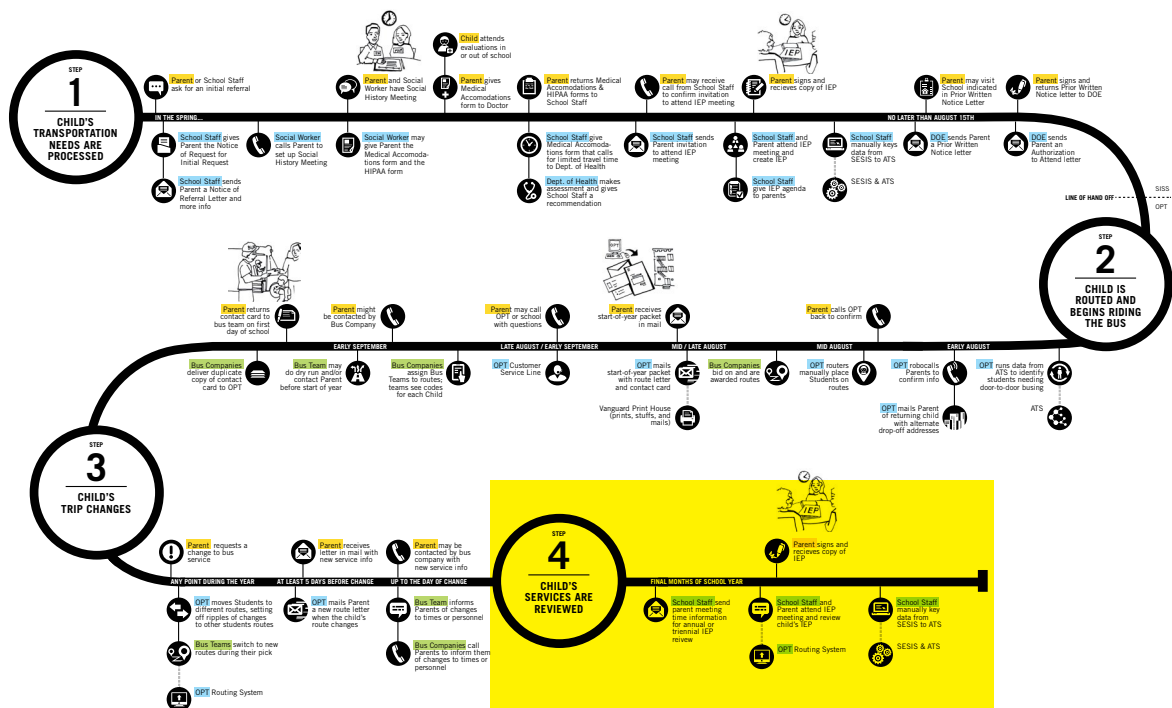 STEP
1
CHILD'S
TRANSPORTATION
NEEDS ARE
PROCESSED
Parent or School Staff
ask for an initial referral
Parent and Social
Worker have Social
History Meeting
Child attends
evaluations in
or out of school
Parent gives
Medical
Accomodations
form to Doctor
Parent returns Medical
Accomodations &
HIPAA forms to
School Staff
Parent may receive
call from School Staff
to confirm invitation
to attend IEP meeting
IEP
Parent signs and
recieves copy of IEP
Parent may visit
School indicated
in Prior Written
Notice Letter
Parent signs and
returns Prior Written
Notice letter to DOE
IN THE SPRING...
NO LATER THAN AUGUST 15TH
School Staff gives
Parent the Notice
of Request for
Initial Request
School Staff sends
Parent a Notice of
Referral Letter and
more info
Social Worker
calls Parent to
set up Social
History Meeting
Social Worker may
give Parent the
Medical Accomoda-
tions form and the
HIPAA form
School Staff give
Medical Accomoda-
tions form that calls
for limited travel time
to Dept. of Health
Dept. of Health makes
assessment and gives
School Staff a
recommendation
School Staff sends
Parent invitation
to attend IEP
meeting
School Staff and
Parent attend IEP
meeting and
create IEP
School Staff
give IEP agenda
to parents
School Staff
manually keys
data from
SESIS to ATS
SESIS & ATS
DOE sends Parent
a Prior Written
Notice letter
DOE sends
Parent an
Authorization
to Attend letter
LINE OF HAND OFF
SISS
OPT
STEP
2
CHILD IS
ROUTED AND
BEGINS RIDING
THE BUS
BUS
OPT
Parent returns
contact card to
bus team on first
day of school
Parent might
be contacted by
Bus Company
Parent may call
OPT or school
with questions
Parent receives
start-of-year packet
in mail
Parent calls OPT
back to confirm
EARLY SEPTEMBER
LATE AUGUST / EARLY SEPTEMBER
MID / LATE AUGUST
MID AUGUST
EARLY AUGUST
Bus Companies
deliver duplicate
copy of contact
card to OPT
Bus Team may
do dry run and/or
contact Parent
before start of year
Bus Companies
assign Bus
Teams to routes;
teams see codes
for each Child
OPT Customer
Service Line
OPT mails
start-of-year packet
with route letter
and contact card
Vanguard Print House
(prints, stuffs, and
mails)
Bus Companies
bid on and are
awarded routes
OPT routers
manually place
Students on
routes
OPT robocalls
Parents to
confirm info
OPT mails Parent
of returning child
with alternate
drop-off addresses
OPT runs data from
ATS to identify
students needing
door-to-door busing
ATS
STEP
3
CHILD'S
TRIP CHANGES
Parent requests a
change to bus
service
Parent receives
letter in mail with
new service info
Parent may be
contacted by bus
company with
new service info
ANY POINT DURING THE YEAR
AT LEAST 5 DAYS BEFORE CHANGE
UP TO THE DAY OF CHANGE
OPT moves Students to
different routes, setting
off ripples of changes
to other students routes
Bus Teams switch to new
routes during their pick
OPT Routing System
OPT mails Parent
a new route letter
when the child's
route changes
Bus Team informs
Parents of changes
to times or personnel
Bus Companies call
Parents to inform them
of changes to times or
personnel
STEP
4
CHILD'S
SERVICES ARE
REVIEWED
IEP
Parent signs and
recieves copy of
IEP
FINAL MONTHS OF SCHOOL YEAR
School Staff send
parent meeting
time information
for annual or
triennial IEP
reivew
School Staff and
Parent attend IEP
meeting and review
child's IEP
OPT Routing System
School Staff
manually key
data from
SESIS to ATS
SESIS & ATS